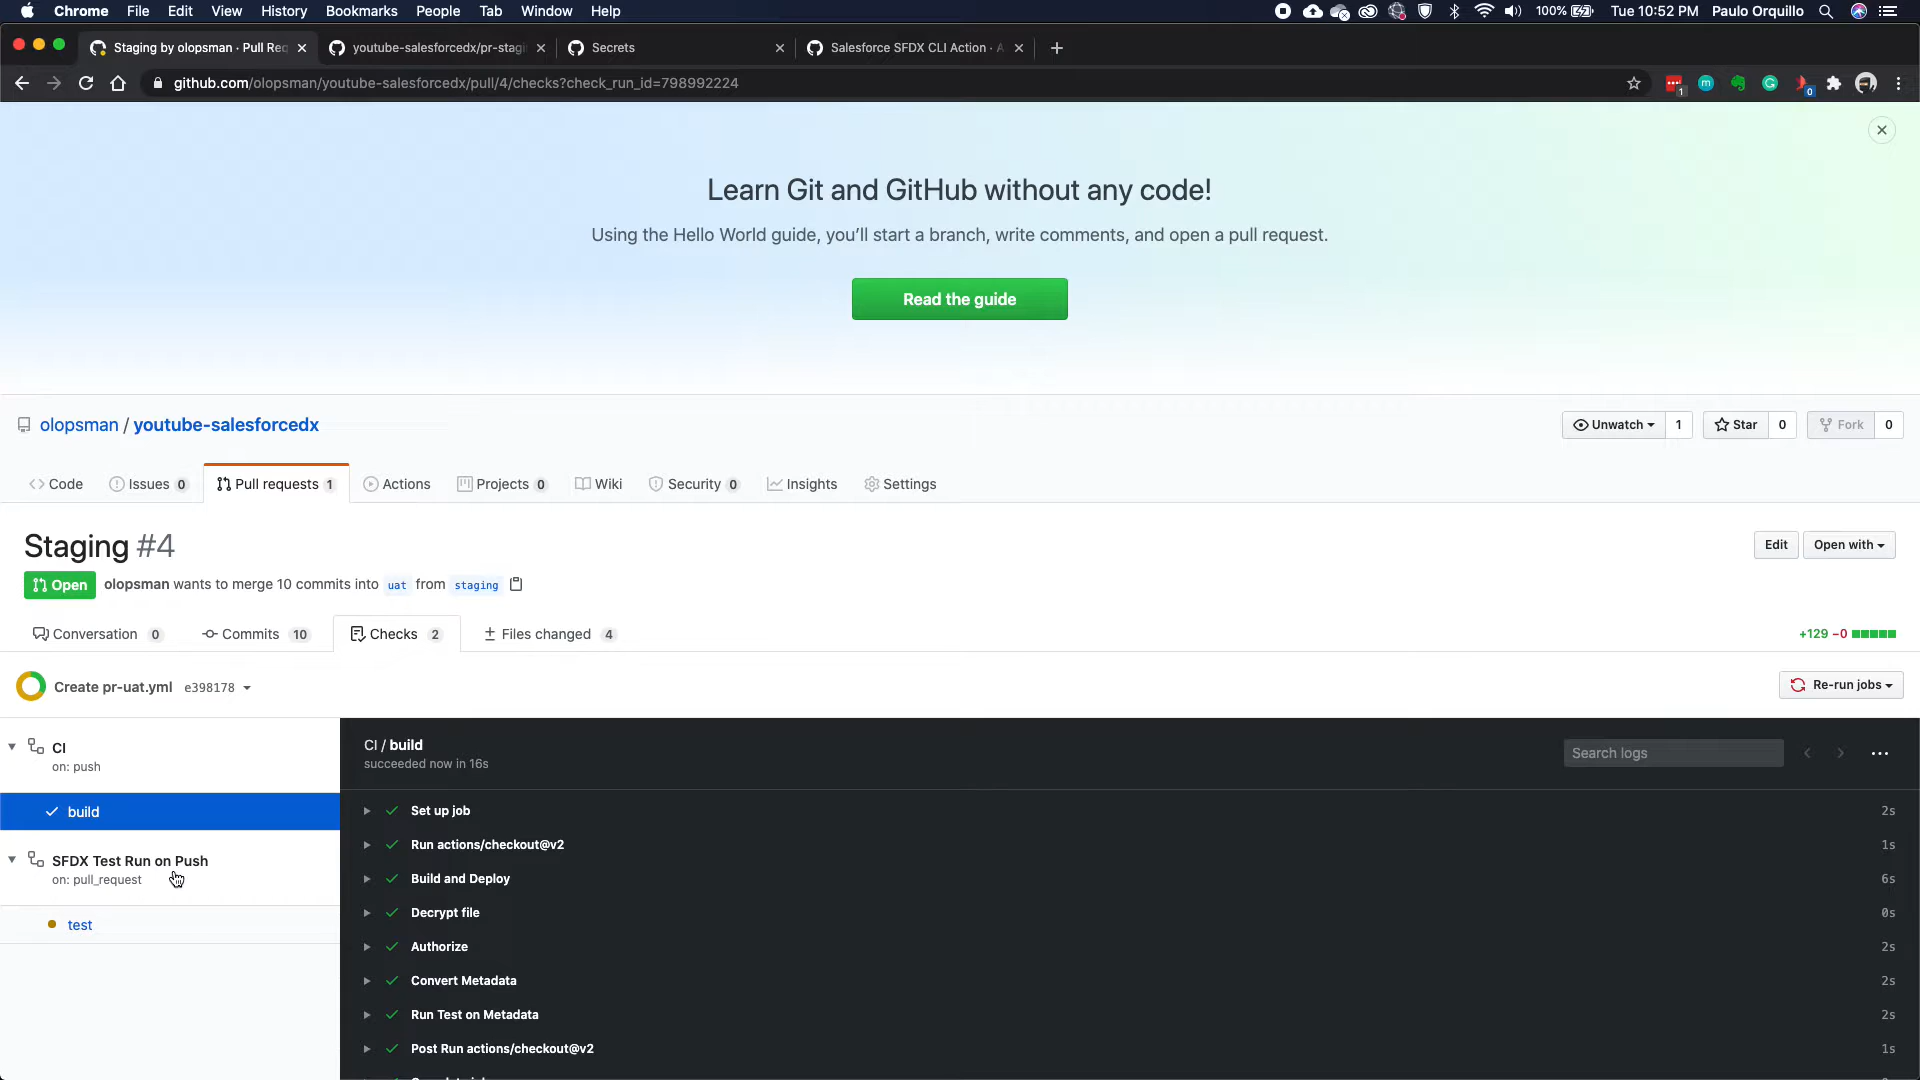 Chrome File Edit View History Bookmarks People Tab Window Help 100% Tue 10:52 PM Paulo Orquillo
Staging by olopsman · Pull Req youtube-salesforcedx/pr-stagi Secrets Salesforce SFDX CLI Action · A
github.com/olopsman/youtube-salesforcedx/pull/4/checks?check_run_id=798992224 1 0
Learn Git and GitHub without any code!
Using the Hello World guide, you’ll start a branch, write comments, and open a pull request.
Read the guide
olopsman / youtube-salesforcedx Unwatch 1 Star 0 Fork 0
Code Issues 0 Pull requests 1 Actions Projects 0 Wiki Security 0 Insights Settings
Staging #4 Edit Open with
Open olopsman wants to merge 10 commits into uat from staging
Conversation 0 Commits 10 Checks 2 Files changed 4 +129 −0
Create pr-uat.yml e398178 Re-run jobs
CI
on: push
build
SFDX Test Run on Push
on: pull_request
test
CI / build
succeeded now in 16s
Search logs
Set up job 2s
Run actions/checkout@v2 1s
Build and Deploy 6s
Decrypt file 0s
Authorize 2s
Convert Metadata 2s
Run Test on Metadata 2s
Post Run actions/checkout@v2 1s